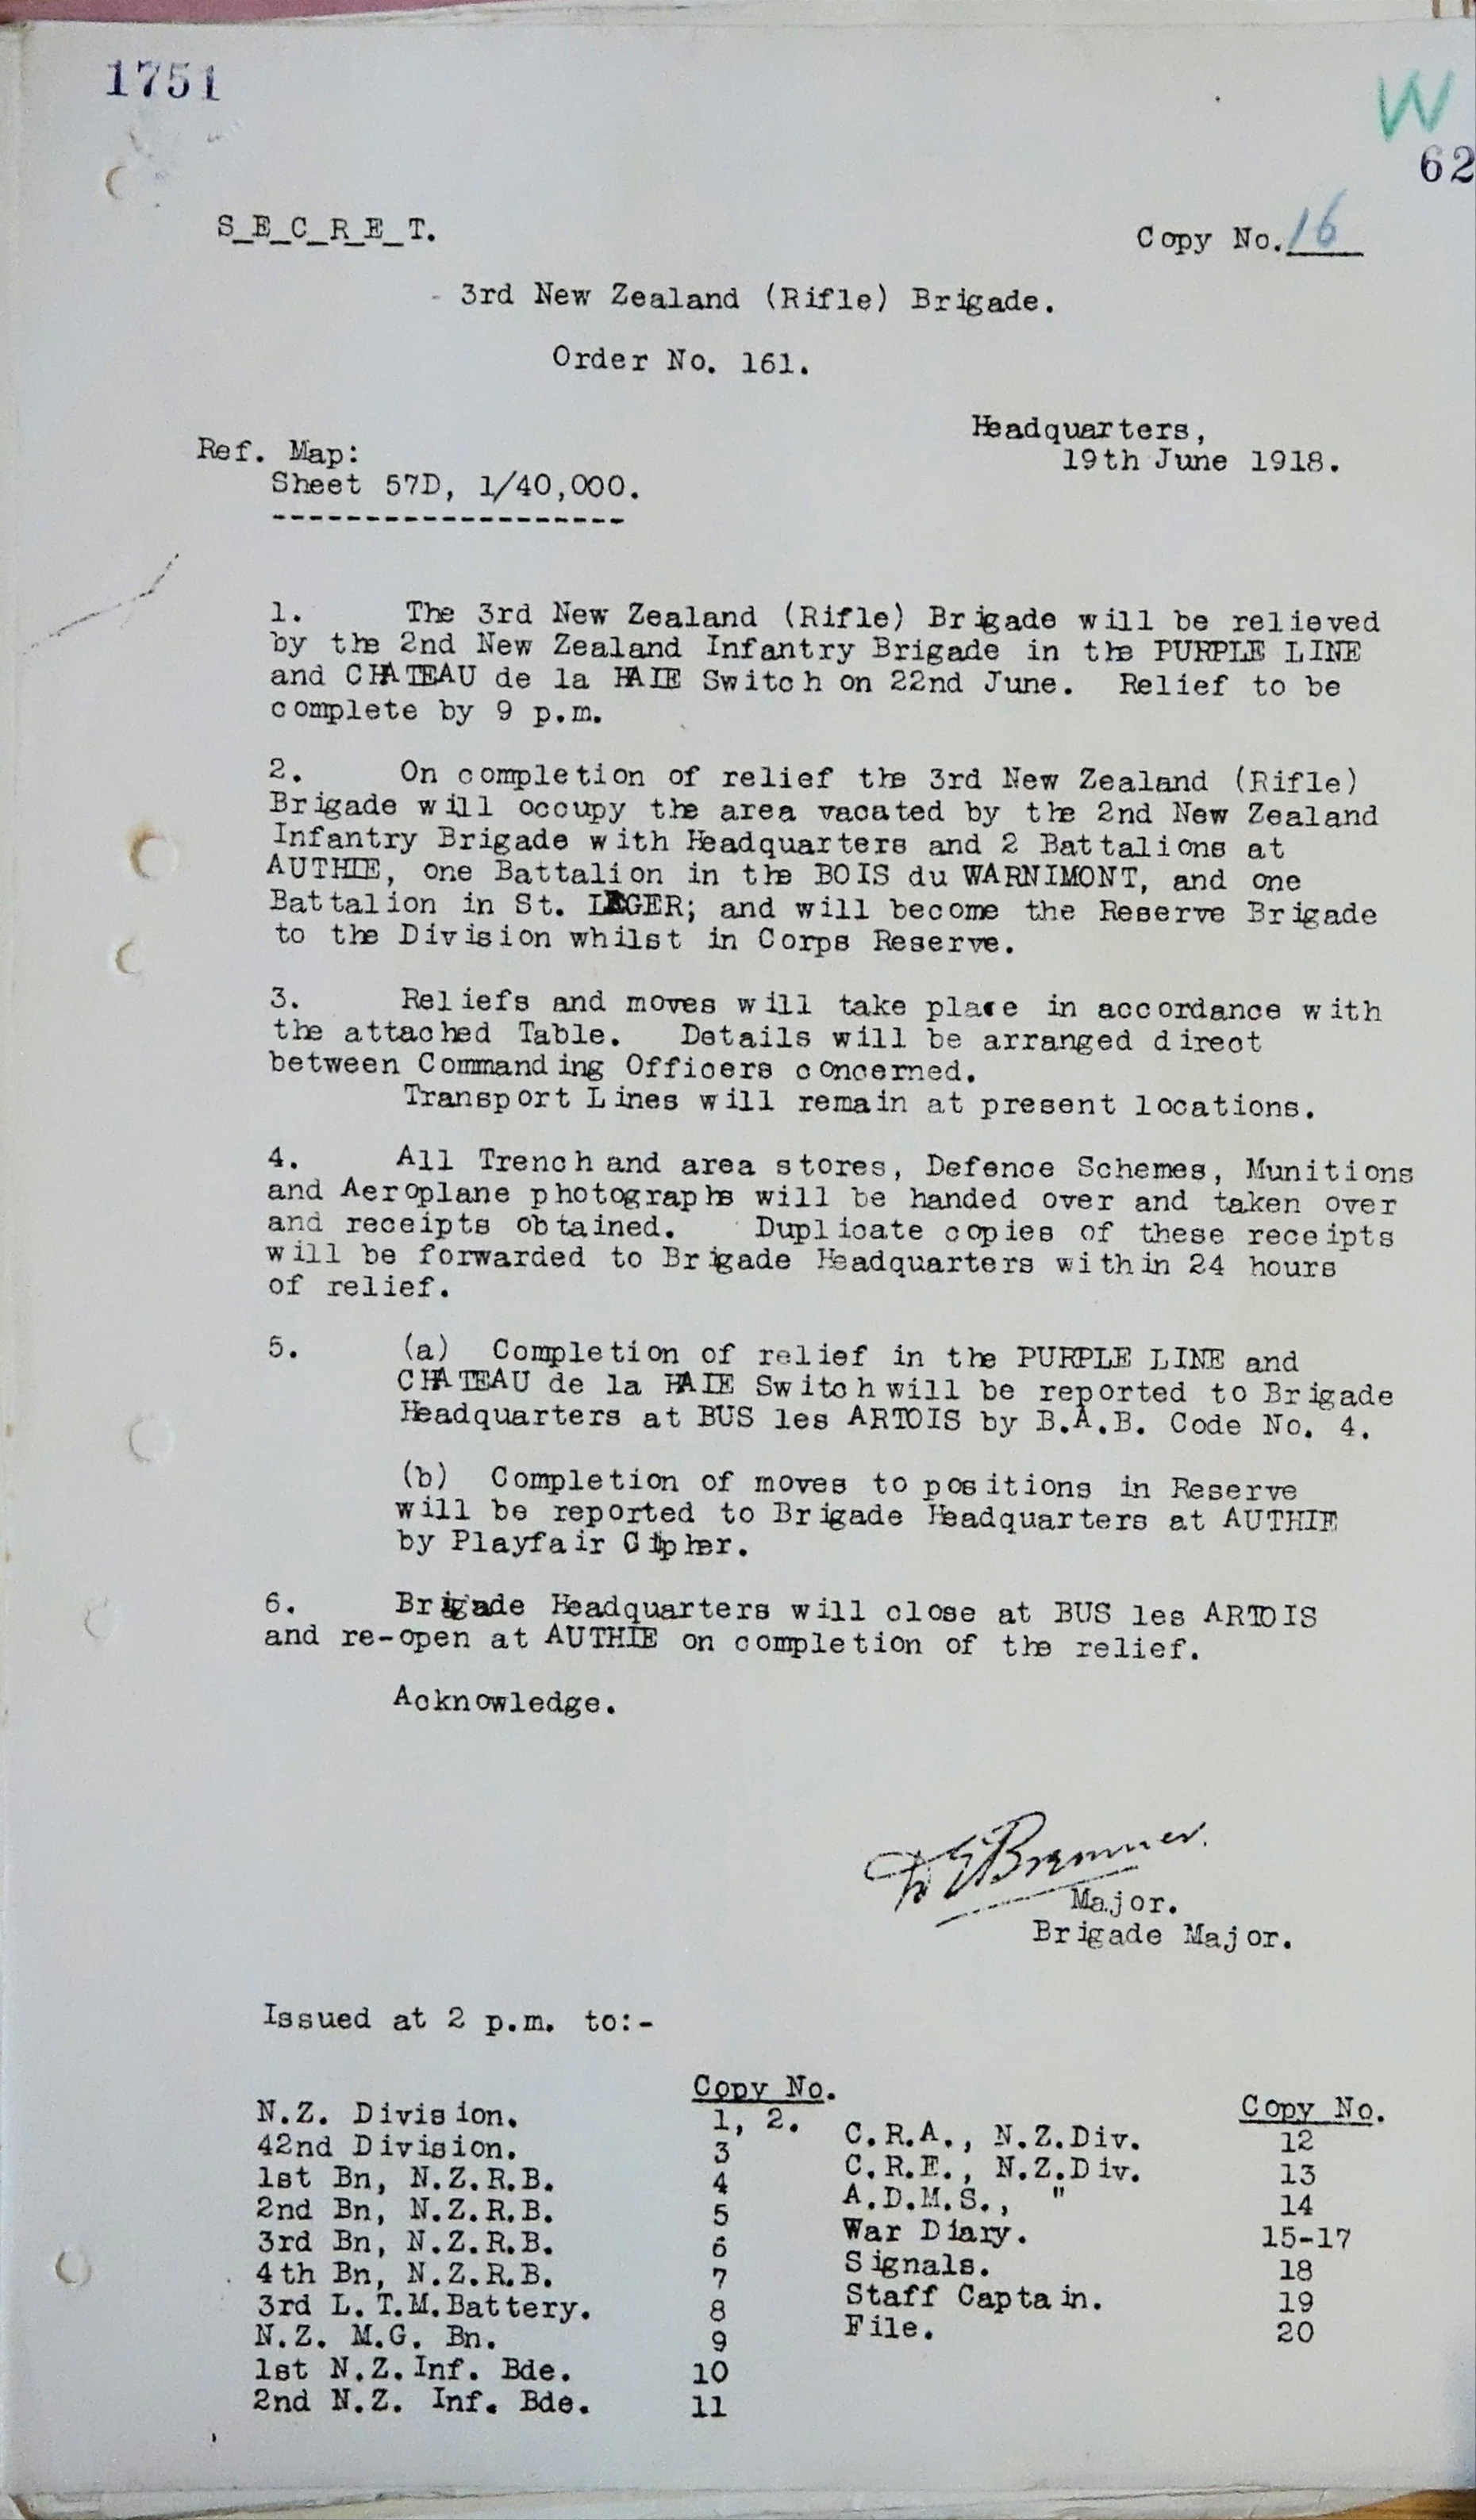 1751
W
62
S_E_C_R_E_T.
Copy No. 16
3rd New Zealand (Rifle) Brigade.
Order No. 161.
Headquarters,
19th June 1918.
Ref. Map:
Sheet 57D, 1/40,000.
--------------------
1. The 3rd New Zealand (Rifle) Brigade will be relieved
by the 2nd New Zealand Infantry Brigade in the PURPLE LINE
and CHATEAU de la HAIE Switch on 22nd June. Relief to be
complete by 9 p.m.
2. On completion of relief the 3rd New Zealand (Rifle)
Brigade will occupy the area vacated by the 2nd New Zealand
Infantry Brigade with Headquarters and 2 Battalions at
AUTHIE, one Battalion in the BOIS du WARNIMONT, and one
Battalion in St. LEGER; and will become the Reserve Brigade
to the Division whilst in Corps Reserve.
3. Reliefs and moves will take place in accordance with
the attached Table. Details will be arranged direct
between Commanding Officers concerned.
Transport Lines will remain at present locations.
4. All Trench and area stores, Defence Schemes, Munitions
and Aeroplane photographs will be handed over and taken over
and receipts obtained. Duplicate copies of these receipts
will be forwarded to Brigade Headquarters within 24 hours
of relief.
5. (a) Completion of relief in the PURPLE LINE and
CHATEAU de la HAIE Switch will be reported to Brigade
Headquarters at BUS les ARTOIS by B.A.B. Code No. 4.
(b) Completion of moves to positions in Reserve
will be reported to Brigade Headquarters at AUTHIE
by Playfair Cipher.
6. Brigade Headquarters will close at BUS les ARTOIS
and re-open at AUTHIE on completion of the relief.
Acknowledge.
Bremner.
Major.
Brigade Major.
Issued at 2 p.m. to:-
Copy No.
N.Z. Division. 1, 2.
42nd Division. 3
1st Bn, N.Z.R.B. 4
2nd Bn, N.Z.R.B. 5
3rd Bn, N.Z.R.B. 6
4th Bn, N.Z.R.B. 7
3rd L.T.M.Battery. 8
N.Z. M.G. Bn. 9
1st N.Z.Inf. Bde. 10
2nd N.Z. Inf. Bde. 11
Copy No.
C.R.A., N.Z.Div. 12
C.R.E., N.Z.Div. 13
A.D.M.S., " 14
War Diary. 15-17
Signals. 18
Staff Captain. 19
File. 20